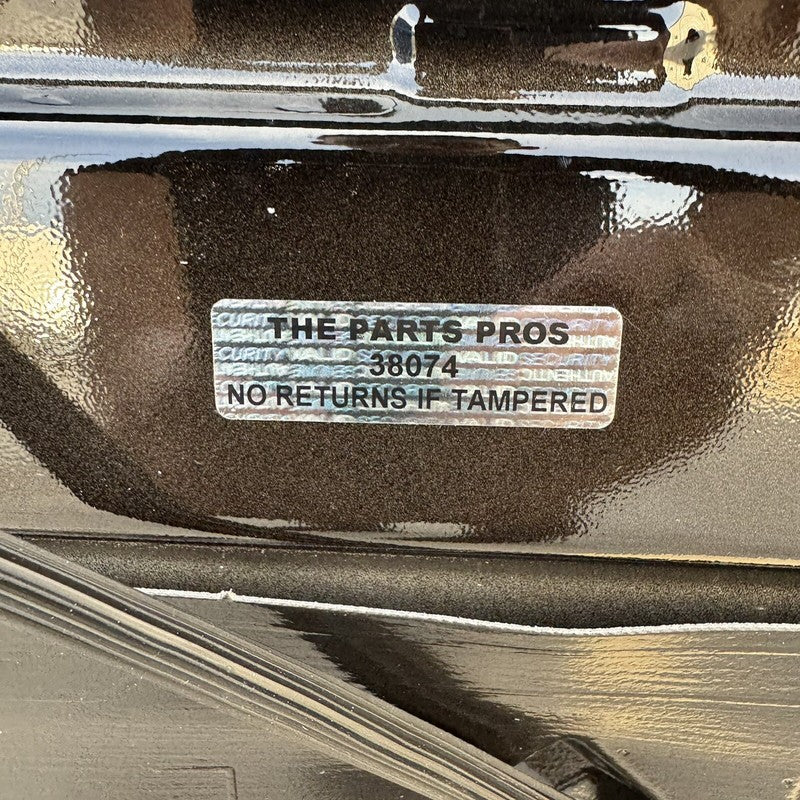 THE PARTS PROS
38074
NO RETURNS IF TAMPERED